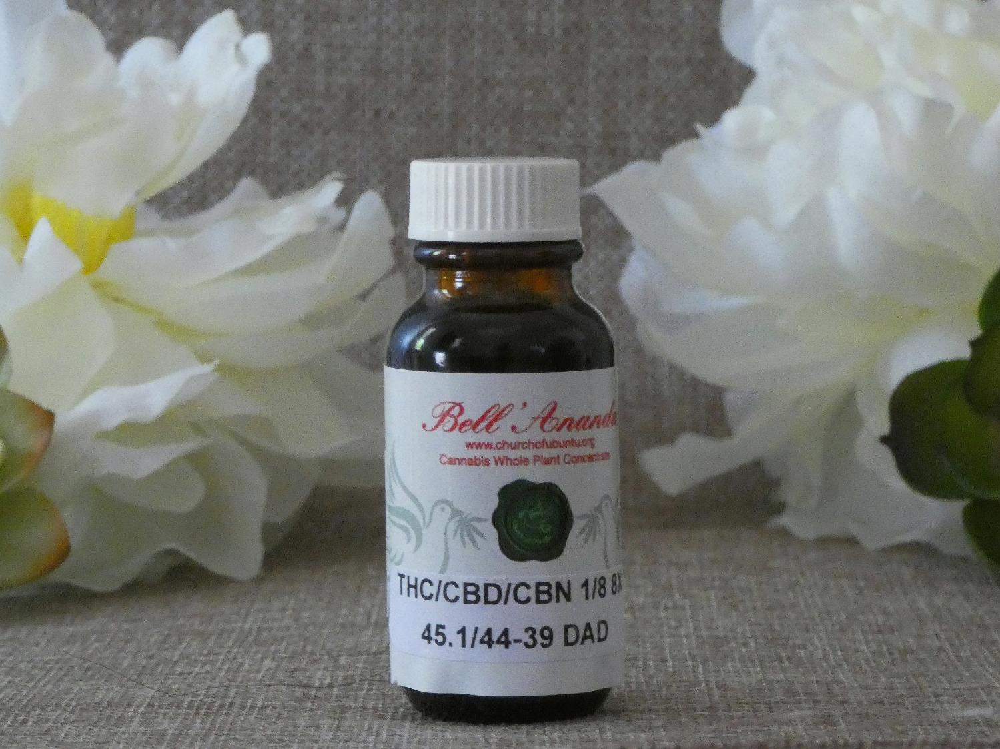 Bell'Ananda
www.churchofubuntu.org
Cannabis Whole Plant Concentrate
THC/CBD/CBN 1/8 8X
45.1/44-39 DAD